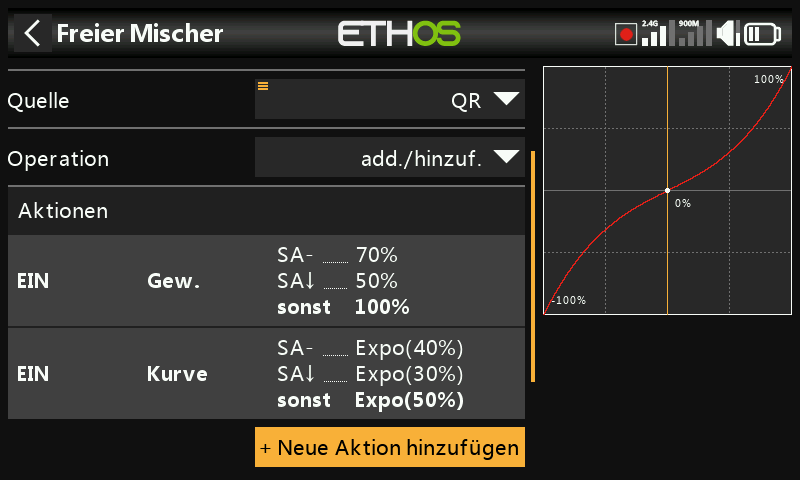 Freier Mischer
ETHOS
2.4G
900M
Quelle
QR
Operation
add./hinzuf.
Aktionen
EIN Gew.
SA- ...... 70%
SA↓ ...... 50%
sonst 100%
EIN Kurve
SA- ...... Expo(40%)
SA↓ ...... Expo(30%)
sonst Expo(50%)
+ Neue Aktion hinzufügen
100%
0%
-100%